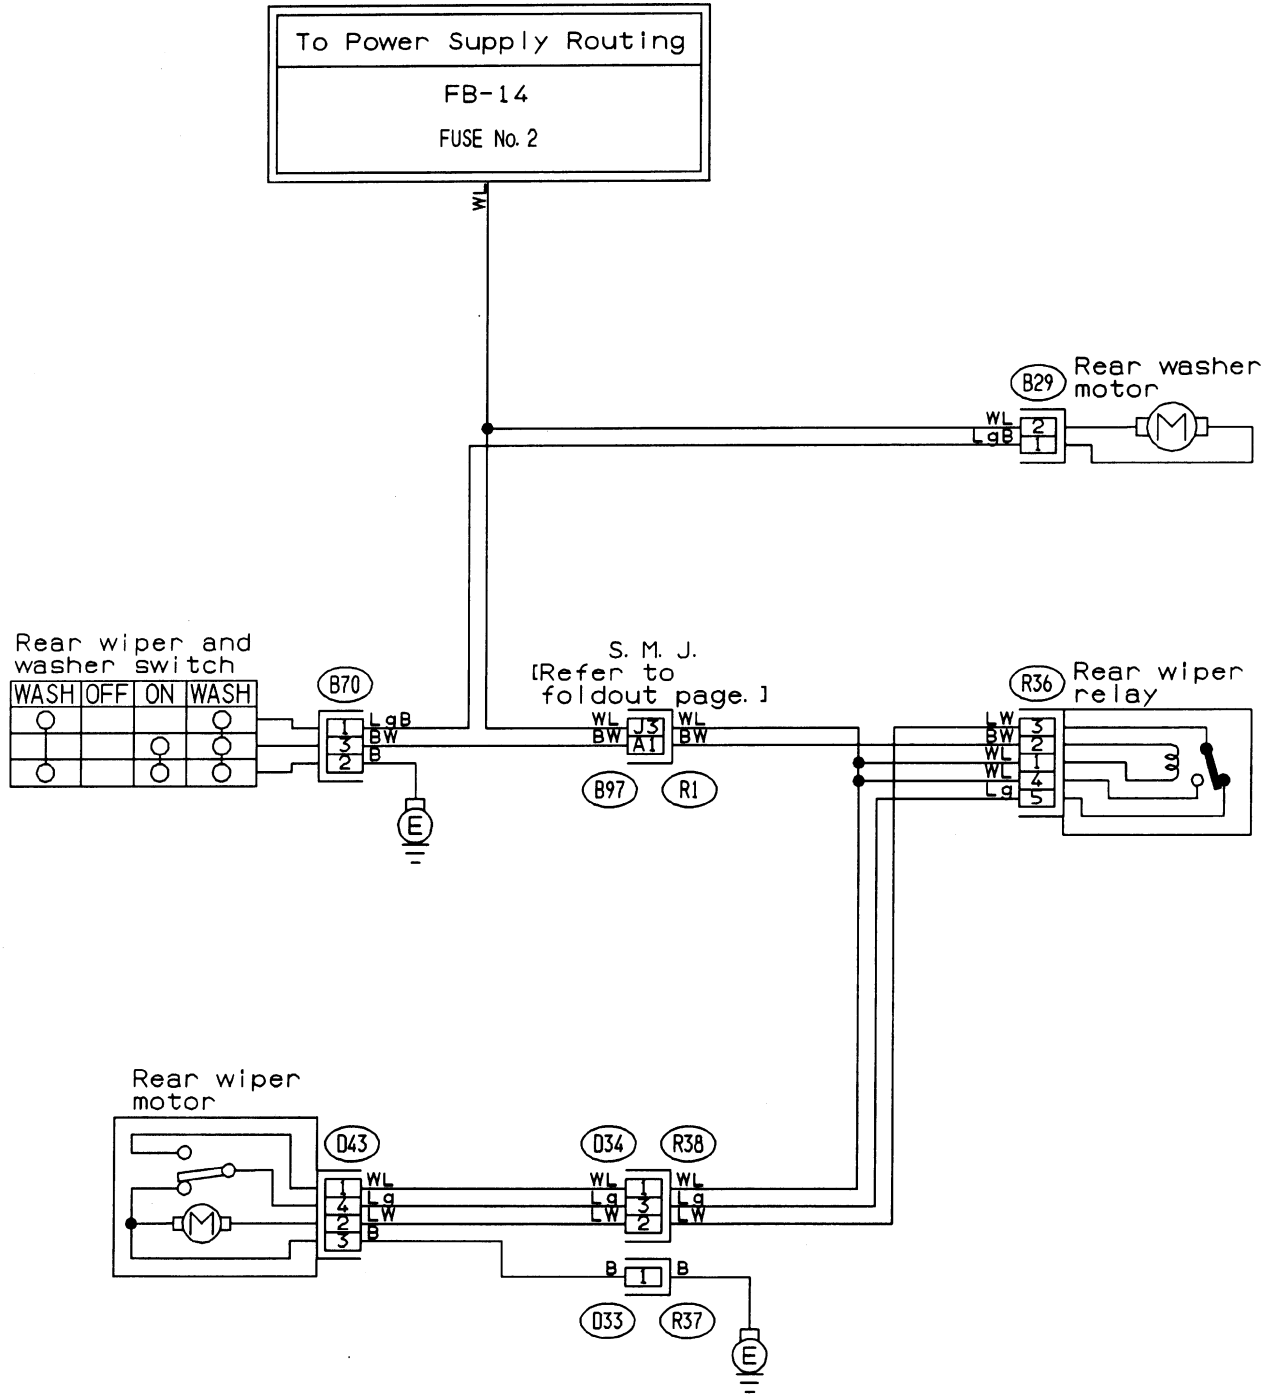 To Power Supply Routing
FB-14
FUSE No. 2
WL
Rear washer
motor
B29
WL
2
LgB
1
M
Rear wiper and
washer switch
WASH OFF ON WASH
B70
1 LgB
3 BW
2 B
E
S. M. J.
[Refer to
foldout page. ]
WL J3 WL
BW A1 BW
B97 R1
Rear wiper
relay
R36
LW 3
BW 2
WL 1
WL 4
Lg 5
Rear wiper
motor
M
D43
1 WL
4 Lg
2 LW
3 B
D34 R38
WL 1 WL
Lg 3 Lg
LW 2 LW
B 1 B
D33 R37
E